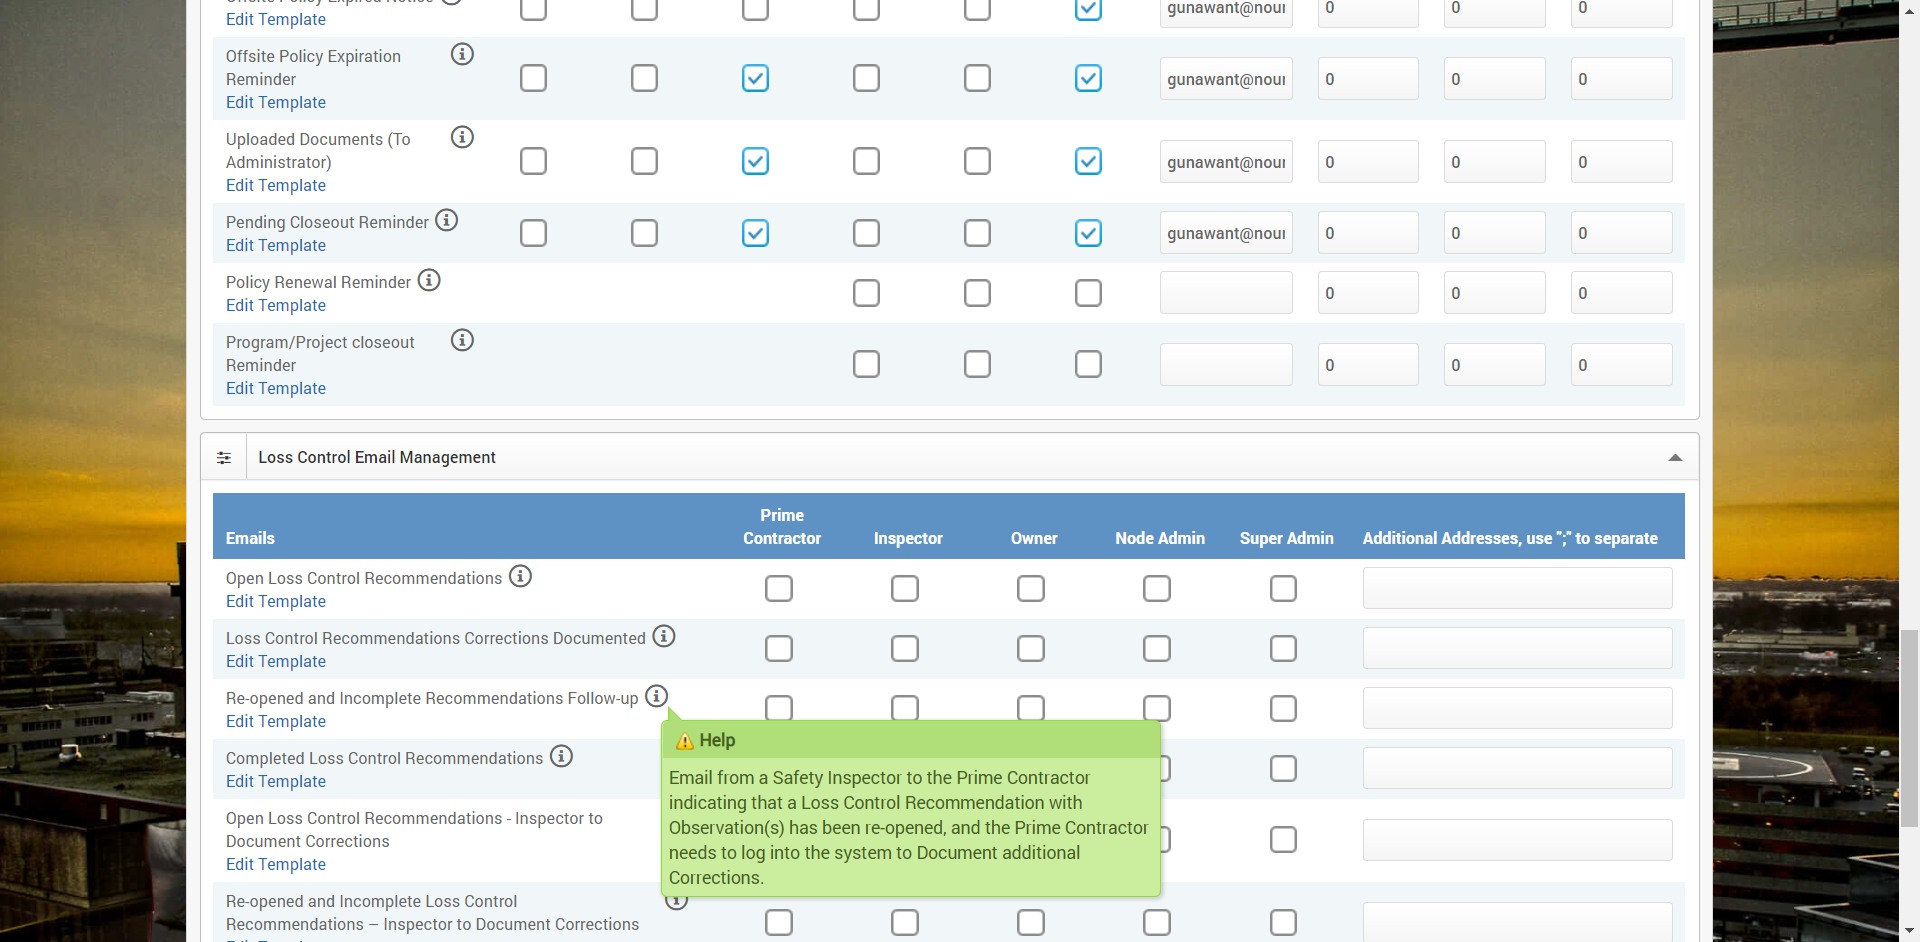 Offsite Policy Expired Notice
Edit Template
gunawant@nour 0 0 0
Offsite Policy Expiration
Reminder
Edit Template
gunawant@nour 0 0 0
Uploaded Documents (To
Administrator)
Edit Template
gunawant@nour 0 0 0
Pending Closeout Reminder
Edit Template
gunawant@nour 0 0 0
Policy Renewal Reminder
Edit Template
0 0 0
Program/Project closeout
Reminder
Edit Template
0 0 0
Loss Control Email Management
Emails
Prime
Contractor
Inspector
Owner
Node Admin
Super Admin
Additional Addresses, use ";" to separate
Open Loss Control Recommendations
Edit Template
Loss Control Recommendations Corrections Documented
Edit Template
Re-opened and Incomplete Recommendations Follow-up
Edit Template
Help
Email from a Safety Inspector to the Prime Contractor
indicating that a Loss Control Recommendation with
Observation(s) has been re-opened, and the Prime Contractor
needs to log into the system to Document additional
Corrections.
Completed Loss Control Recommendations
Edit Template
Open Loss Control Recommendations - Inspector to
Document Corrections
Edit Template
Re-opened and Incomplete Loss Control
Recommendations – Inspector to Document Corrections